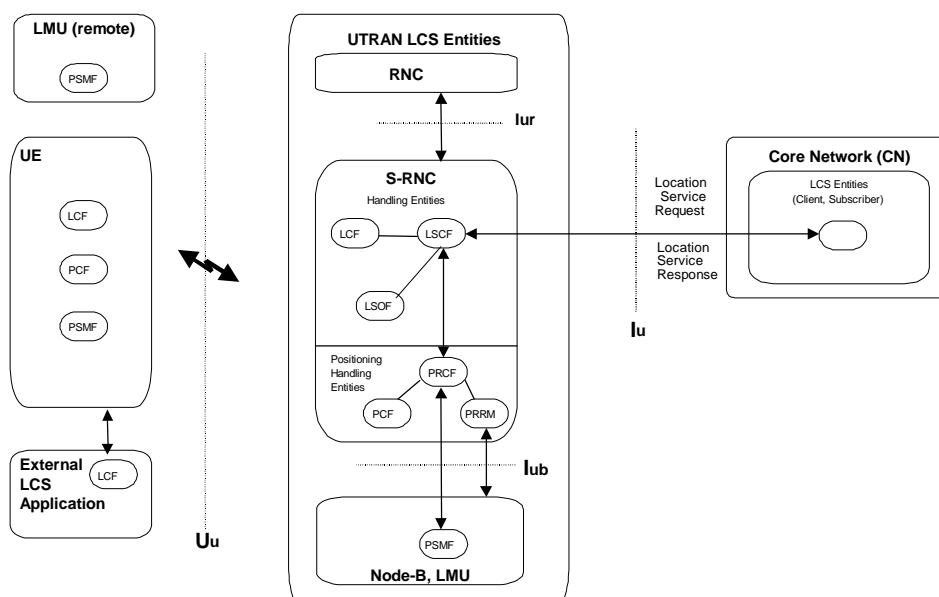 LMU (remote)
PSMF
UE
LCF
PCF
PSMF
External
LCS
Application
LCF
Uu
UTRAN LCS Entities
RNC
Iur
S-RNC
Handling Entities
LCF
LSCF
LSOF
Positioning
Handling
Entities
PRCF
PCF
PRRM
Iub
PSMF
Node-B, LMU
Location
Service
Request
Location
Service
Response
Iu
Core Network (CN)
LCS Entities
(Client, Subscriber)